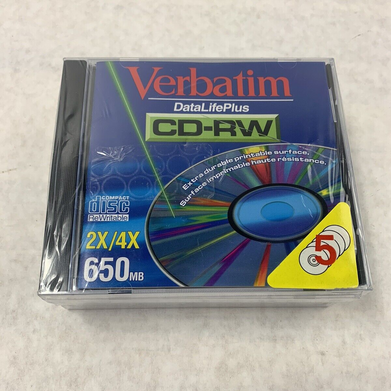 Verbatim
DataLifePlus
CD-RW
Extra durable printable surface.
Surface imprimable haute résistance.
COMPACT
disc
ReWritable
2X/4X
650MB
5